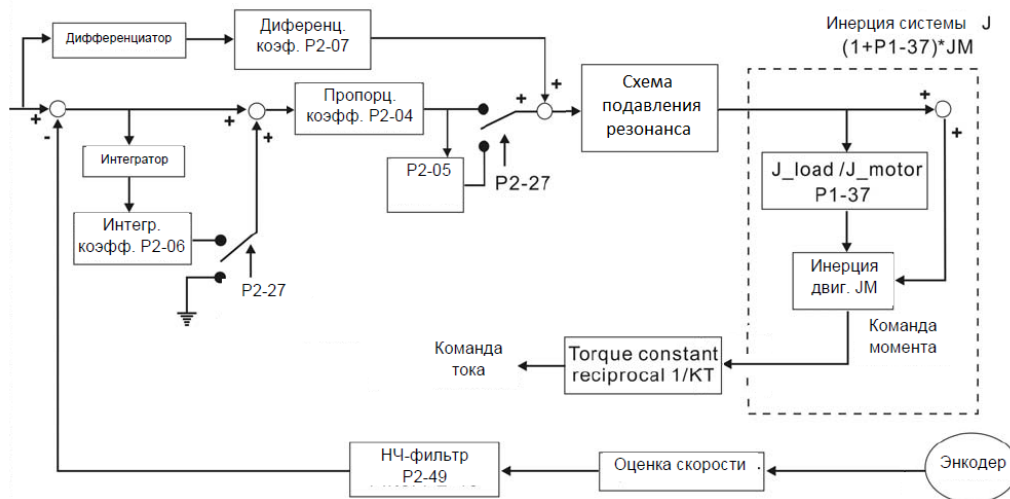 Дифференциатор
Диференц.
коэф. P2-07
Инерция системы J
(1+P1-37)*JM
+
-
+
+
Пропорц.
коэфф. P2-04
+
+
Схема
подавления
резонанса
+
+
Интегратор
P2-05
P2-27
J_load /J_motor
P1-37
Интегр.
коэфф. P2-06
P2-27
Инерция
двиг. JM
Команда
момента
Команда
тока
Torque constant
reciprocal 1/KT
НЧ-фильтр
P2-49
Оценка скорости
Энкодер